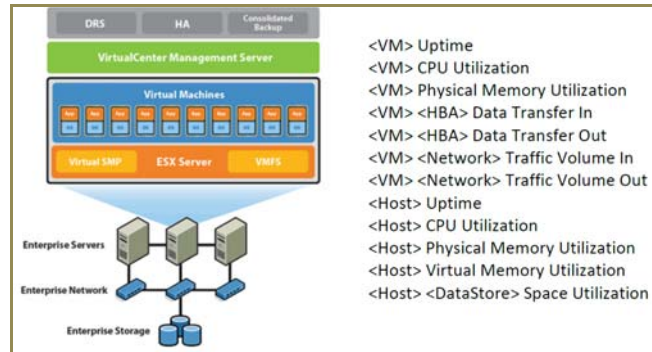 DRS
HA
Consolidated
Backup
VirtualCenter Management Server
Virtual Machines
Virtual SMP
ESX Server
VMFS
Enterprise Servers
Enterprise Network
Enterprise Storage
<VM> Uptime
<VM> CPU Utilization
<VM> Physical Memory Utilization
<VM> <HBA> Data Transfer In
<VM> <HBA> Data Transfer Out
<VM> <Network> Traffic Volume In
<VM> <Network> Traffic Volume Out
<Host> Uptime
<Host> CPU Utilization
<Host> Physical Memory Utilization
<Host> Virtual Memory Utilization
<Host> <DataStore> Space Utilization